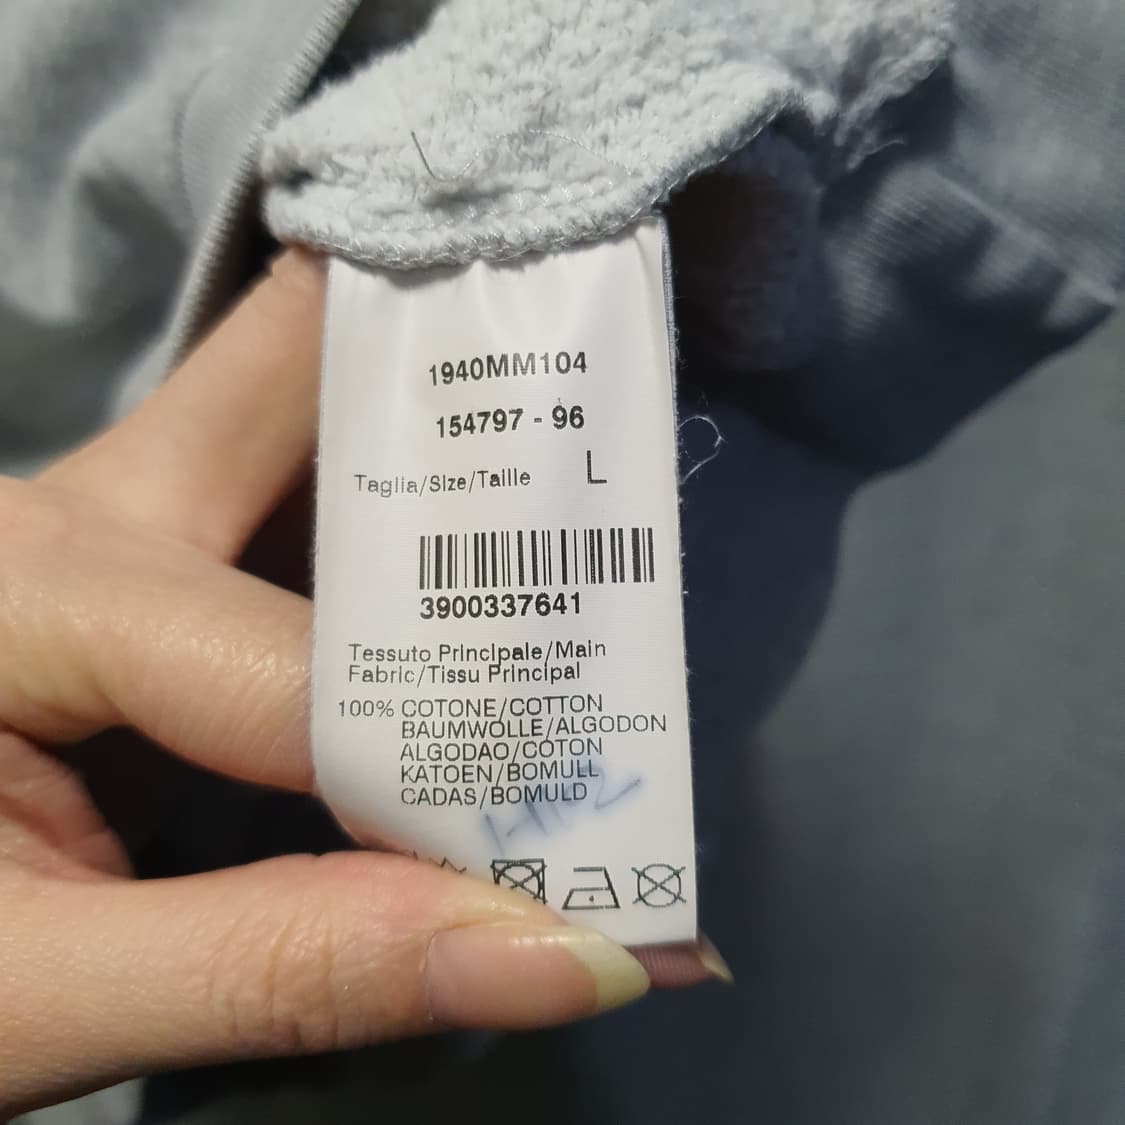 1940MM104
154797 - 96
Taglia/Size/Taille L
3900337641
Tessuto Principale/Main
Fabric/Tissu Principal
100% COTONE/COTTON
BAUMWOLLE/ALGODON
ALGODAO/COTON
KATOEN/BOMULL
CADAS/BOMULD